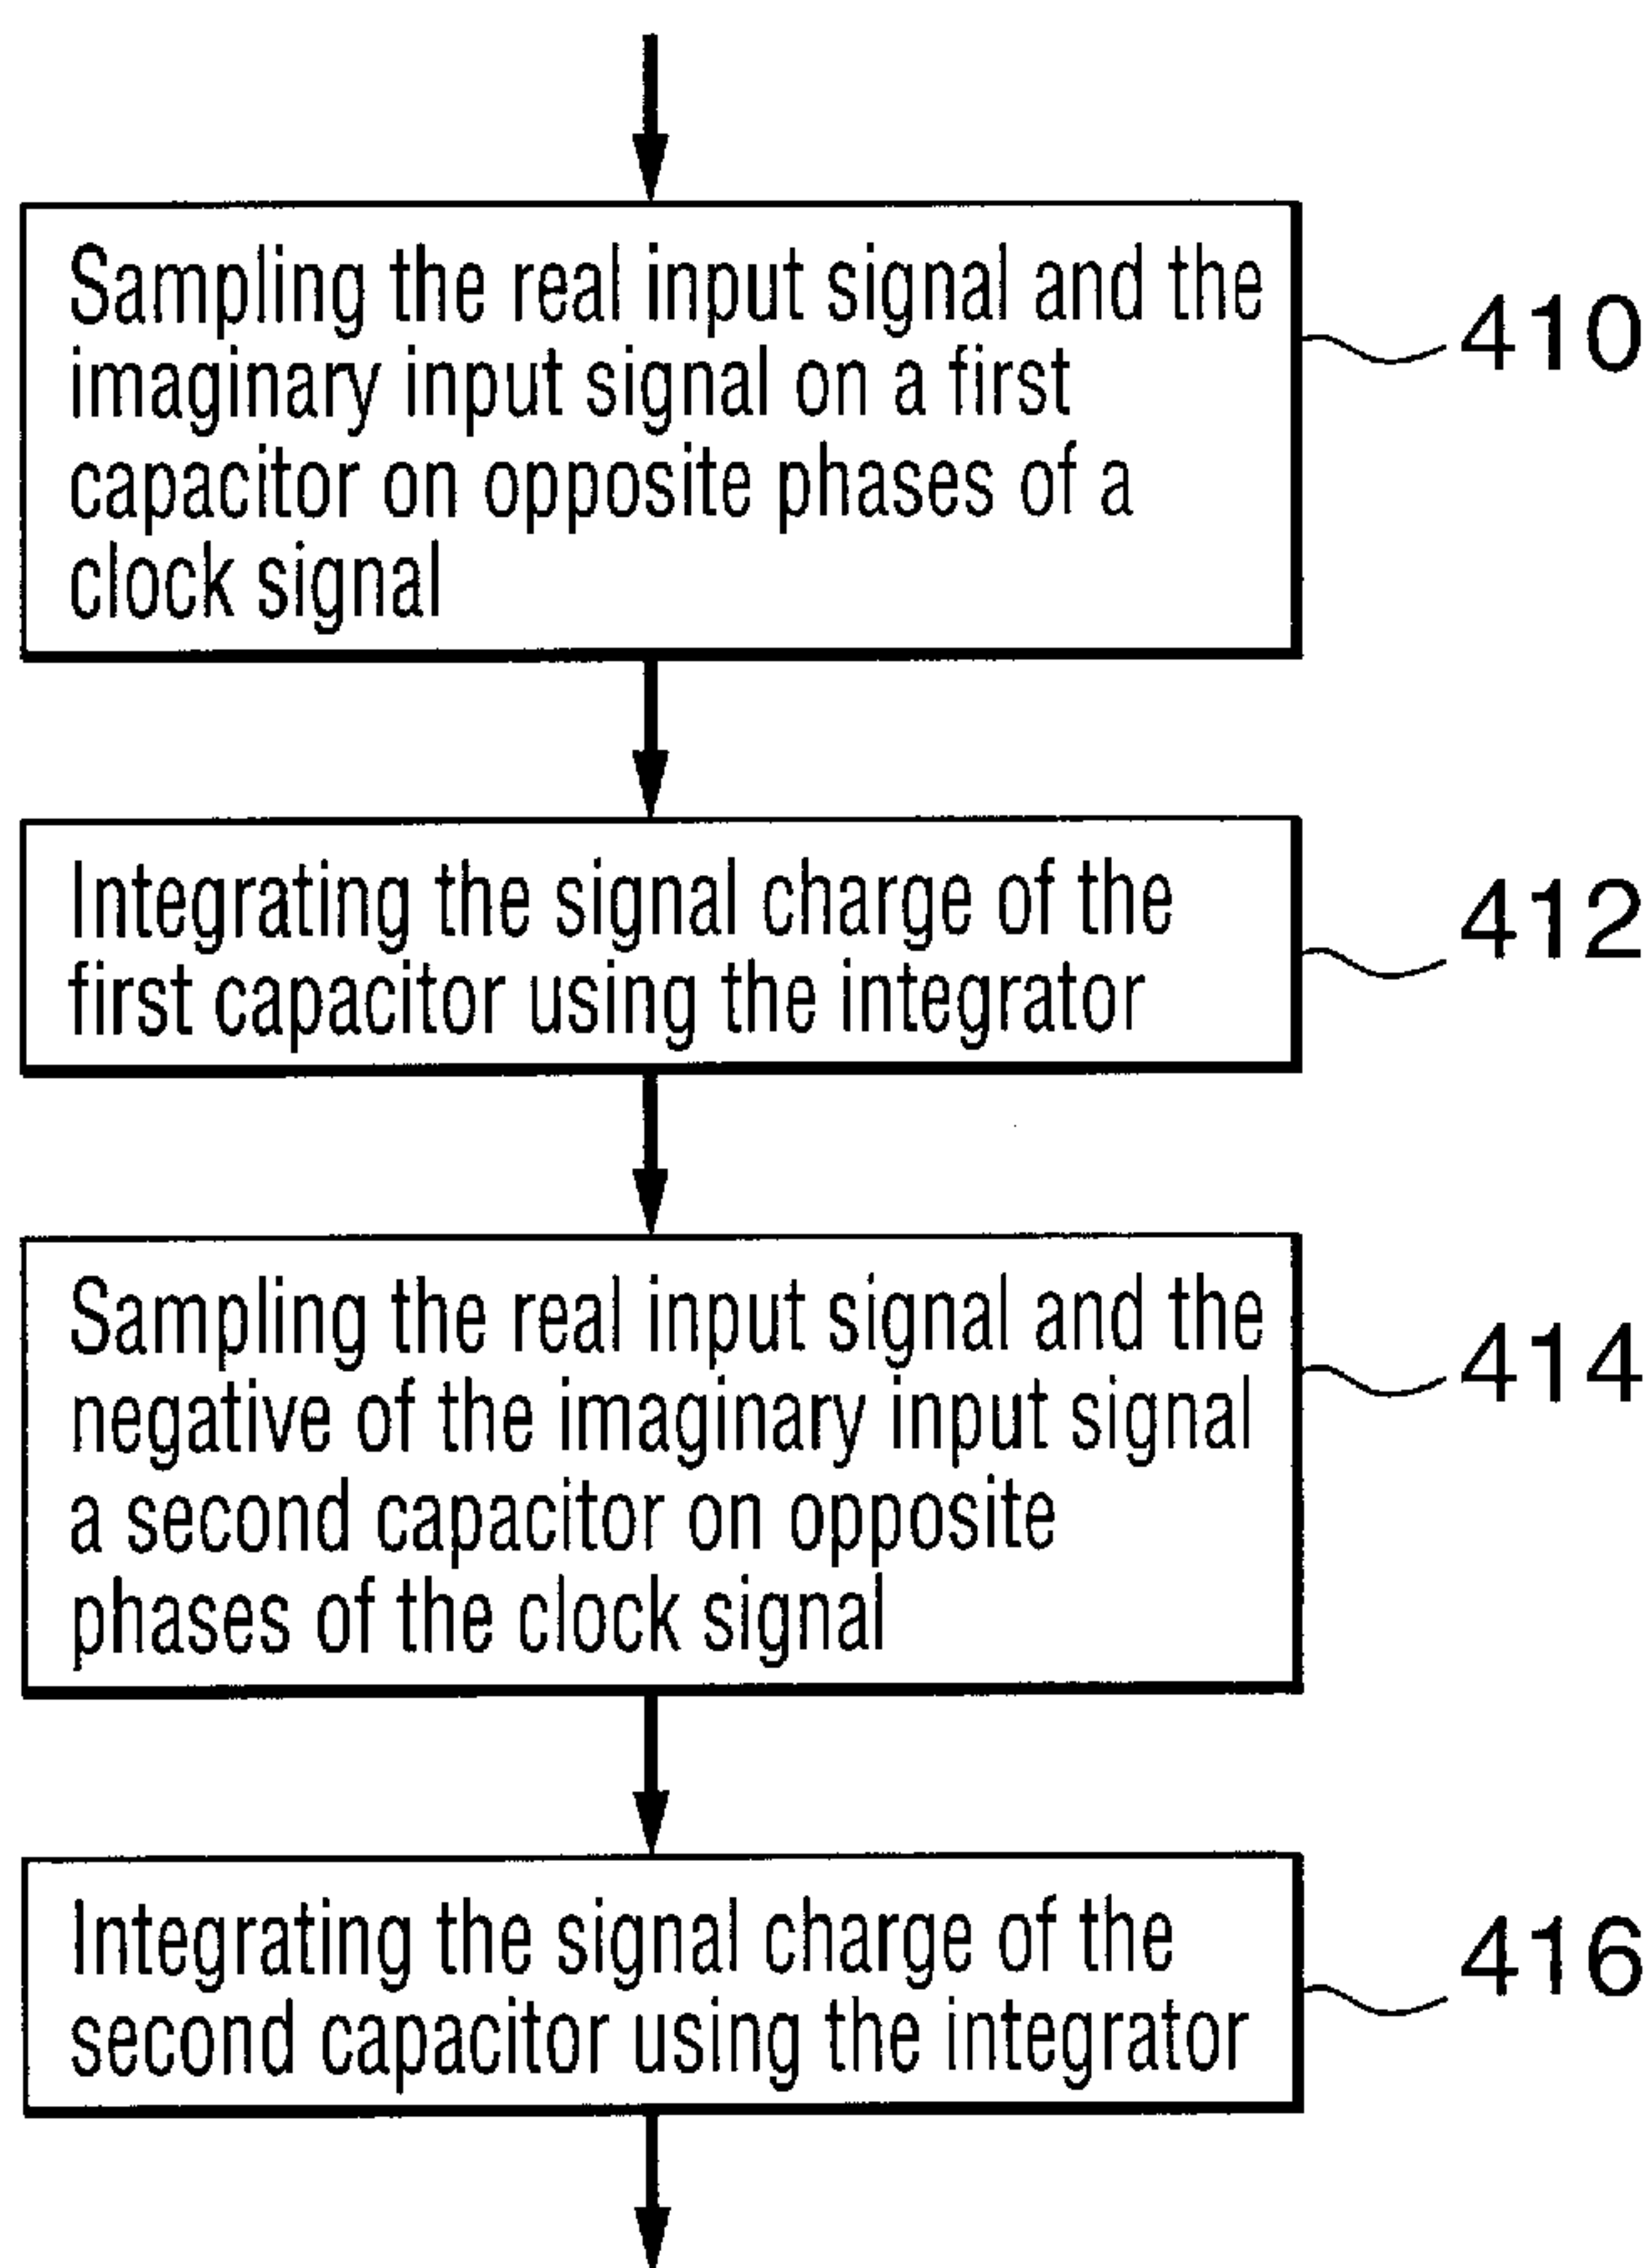 Sampling the real input signal and the
imaginary input signal on a first
capacitor on opposite phases of a
clock signal
410
Integrating the signal charge of the
first capacitor using the integrator
412
Sampling the real input signal and the
negative of the imaginary input signal
a second capacitor on opposite
phases of the clock signal
414
Integrating the signal charge of the
second capacitor using the integrator
416